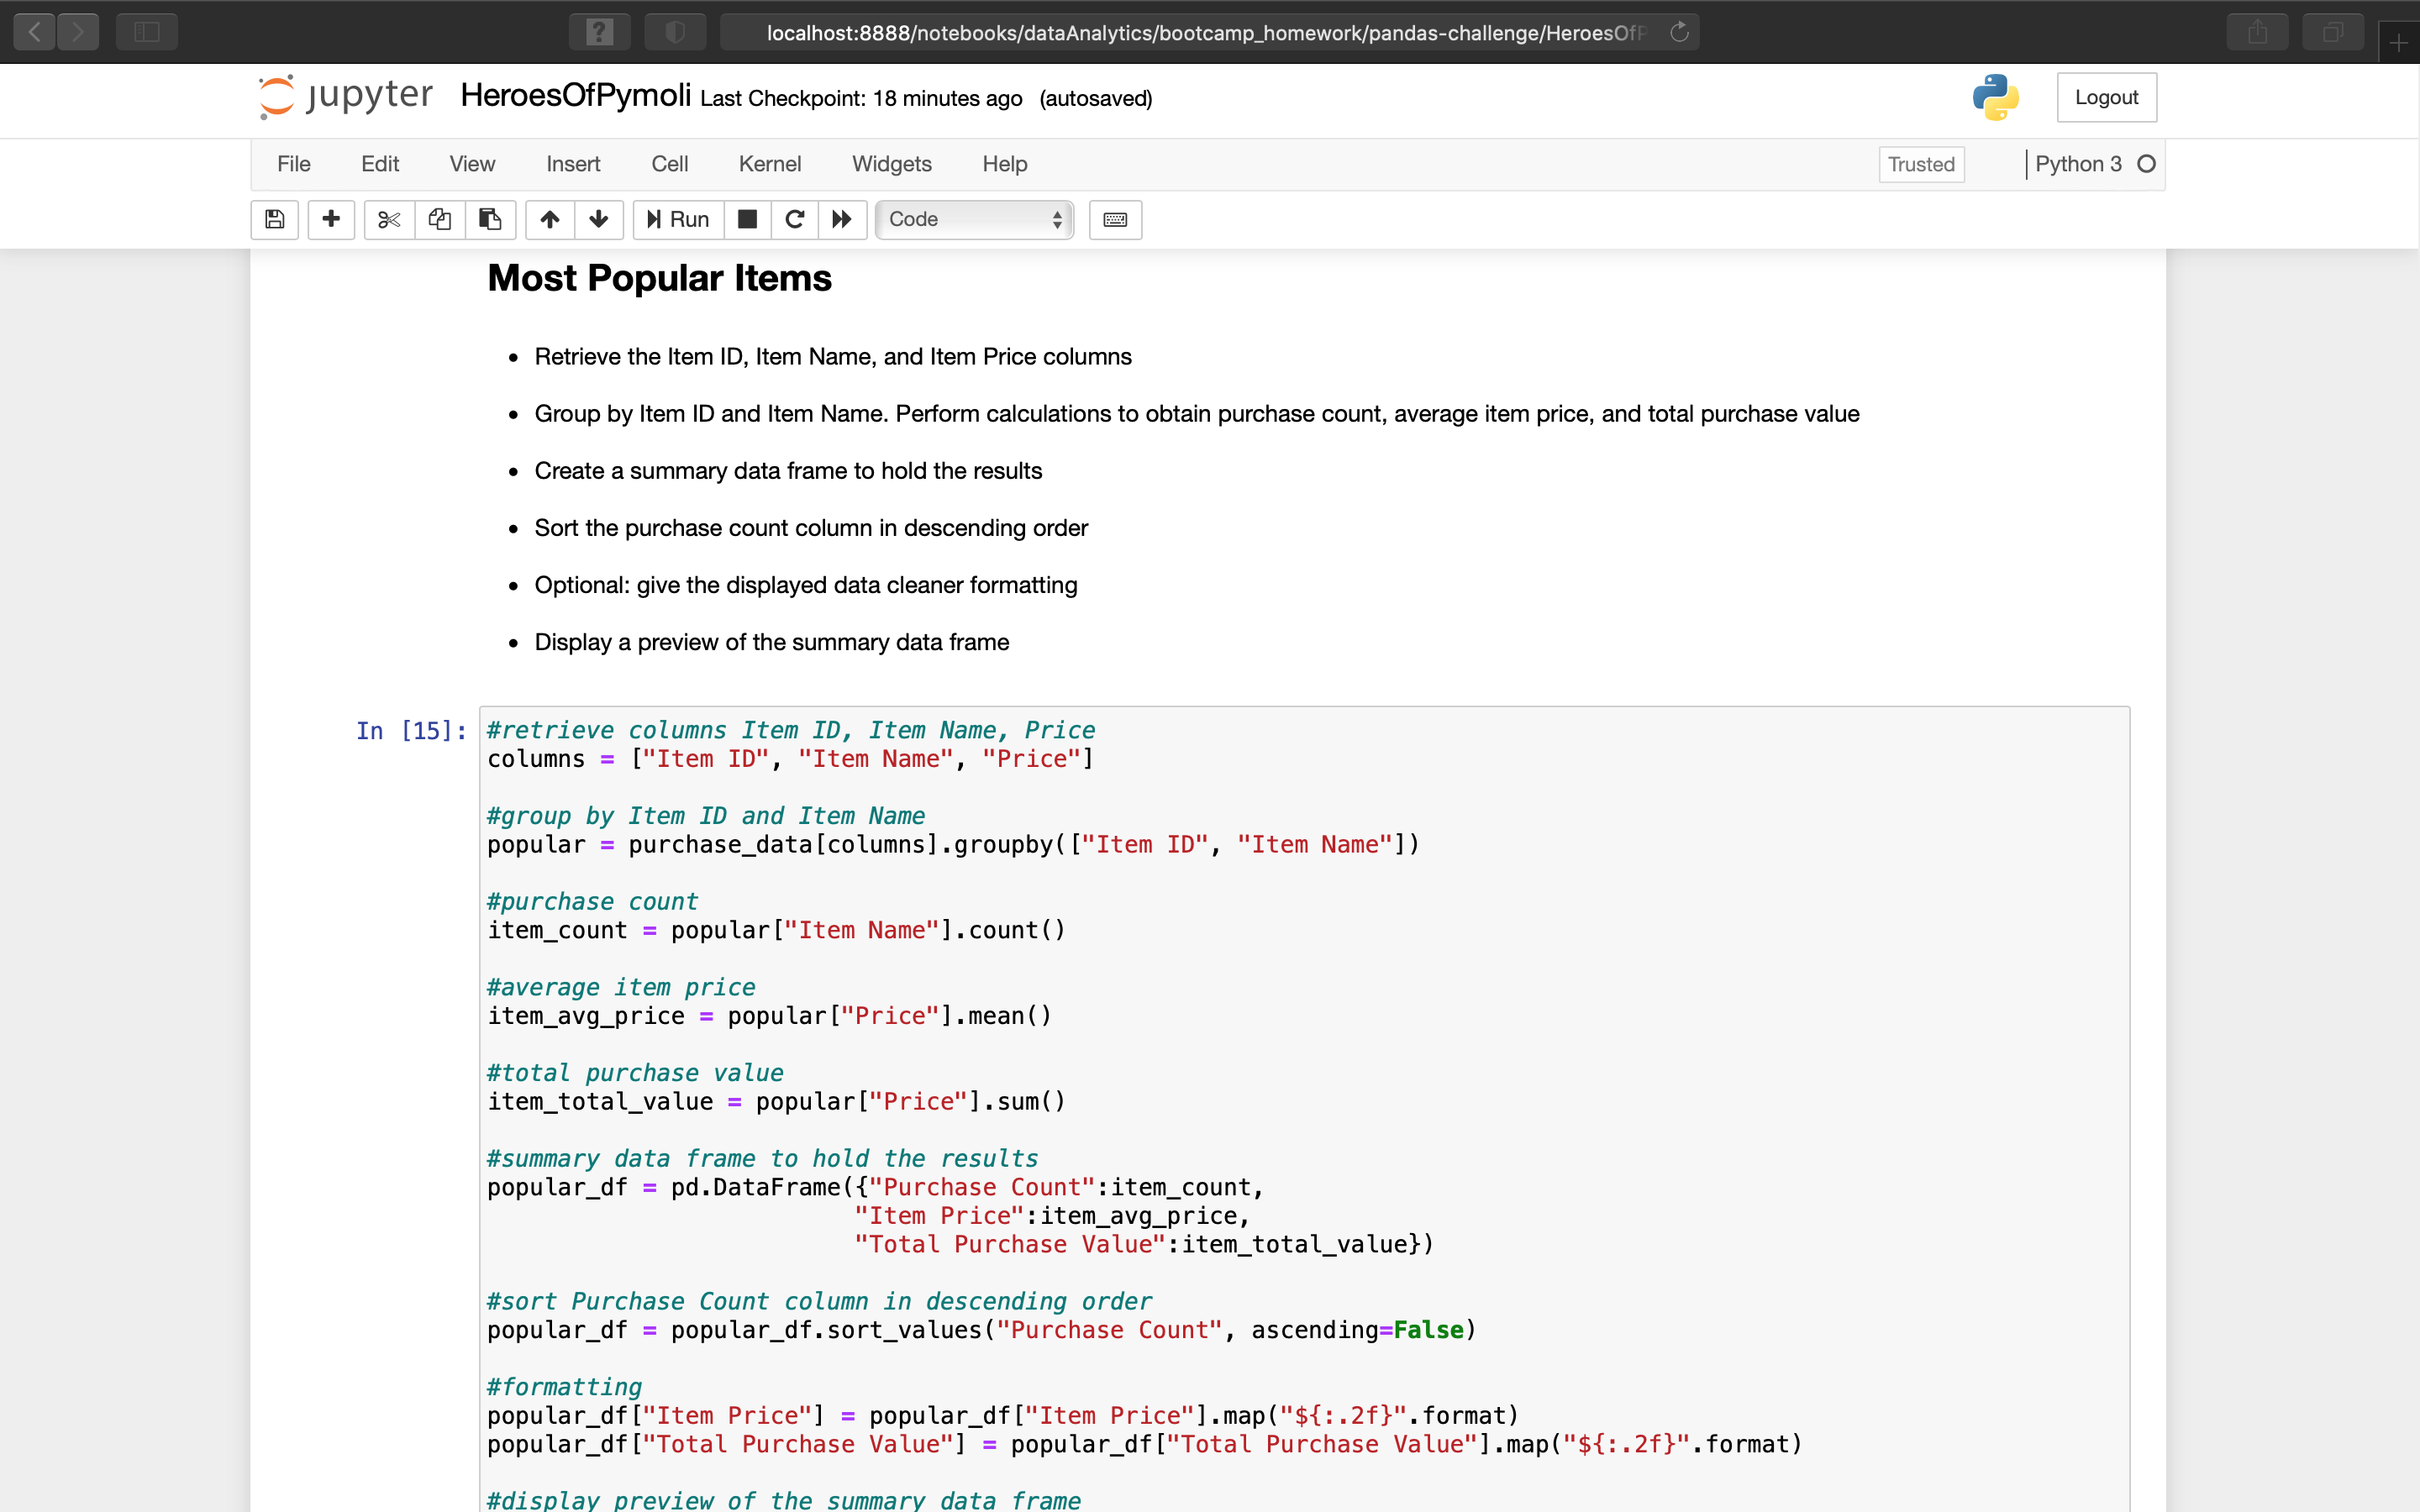 localhost:8888/notebooks/dataAnalytics/bootcamp_homework/pandas-challenge/HeroesOfP
jupyter HeroesOfPymoli Last Checkpoint: 18 minutes ago (autosaved)
Logout
File Edit View Insert Cell Kernel Widgets Help
Trusted
Python 3
Run
Code
Most Popular Items
• Retrieve the Item ID, Item Name, and Item Price columns
• Group by Item ID and Item Name. Perform calculations to obtain purchase count, average item price, and total purchase value
• Create a summary data frame to hold the results
• Sort the purchase count column in descending order
• Optional: give the displayed data cleaner formatting
• Display a preview of the summary data frame
In [15]:
#retrieve columns Item ID, Item Name, Price
columns = ["Item ID", "Item Name", "Price"]
#group by Item ID and Item Name
popular = purchase_data[columns].groupby(["Item ID", "Item Name"])
#purchase count
item_count = popular["Item Name"].count()
#average item price
item_avg_price = popular["Price"].mean()
#total purchase value
item_total_value = popular["Price"].sum()
#summary data frame to hold the results
popular_df = pd.DataFrame({"Purchase Count":item_count,
"Item Price":item_avg_price,
"Total Purchase Value":item_total_value})
#sort Purchase Count column in descending order
popular_df = popular_df.sort_values("Purchase Count", ascending=False)
#formatting
popular_df["Item Price"] = popular_df["Item Price"].map("${:.2f}".format)
popular_df["Total Purchase Value"] = popular_df["Total Purchase Value"].map("${:.2f}".format)
#display preview of the summary data frame